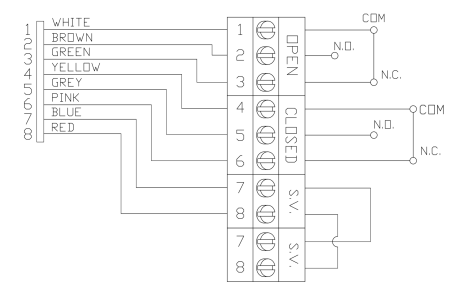 1 WHITE
2 BROWN
3 GREEN
4 YELLOW
5 GREY
6 PINK
7 BLUE
8 RED
1
2
3
OPEN
COM
N.O.
N.C.
4
5
6
CLOSED
COM
N.O.
N.C.
7
8
S.V.
7
8
S.V.